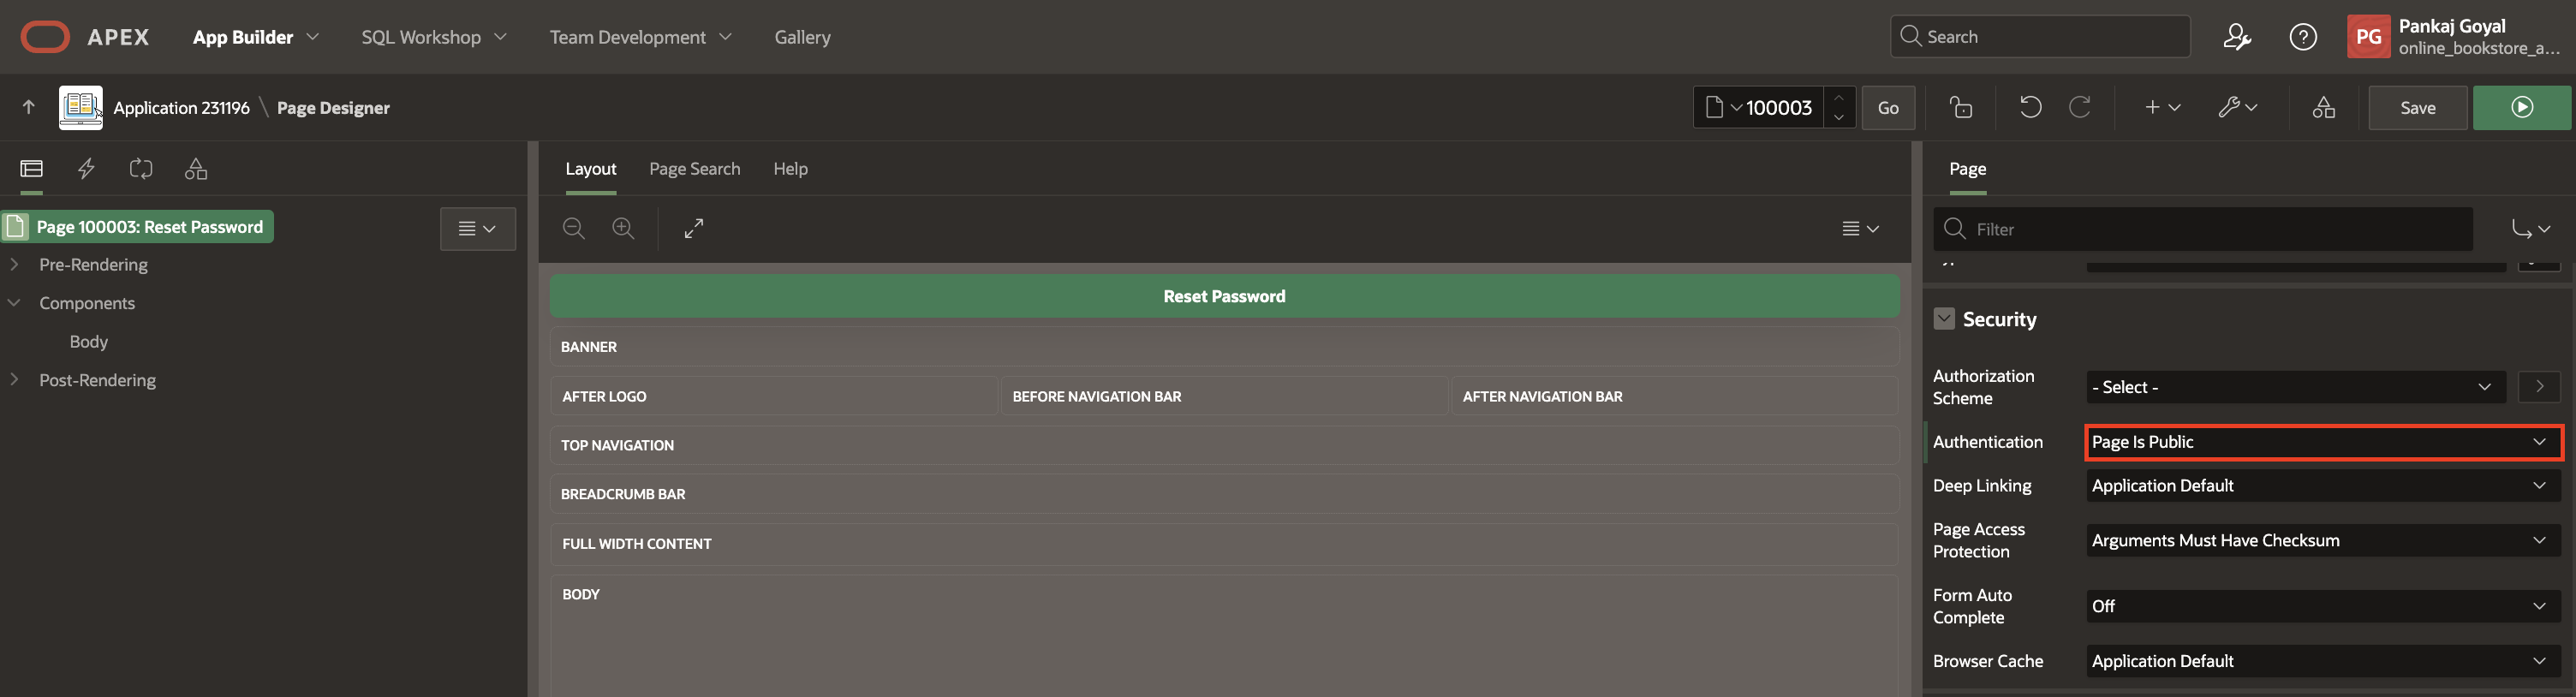 APEX App Builder SQL Workshop Team Development Gallery Search PG Pankaj Goyal
online_bookstore_a...
Application 231196 \ Page Designer 100003 Go Save
Layout Page Search Help Page
Page 100003: Reset Password Filter
Pre-Rendering
Components
Body
Post-Rendering
Reset Password
BANNER
AFTER LOGO BEFORE NAVIGATION BAR AFTER NAVIGATION BAR
TOP NAVIGATION
BREADCRUMB BAR
FULL WIDTH CONTENT
BODY
Security
Authorization Scheme - Select -
Authentication Page Is Public
Deep Linking Application Default
Page Access Protection Arguments Must Have Checksum
Form Auto Complete Off
Browser Cache Application Default